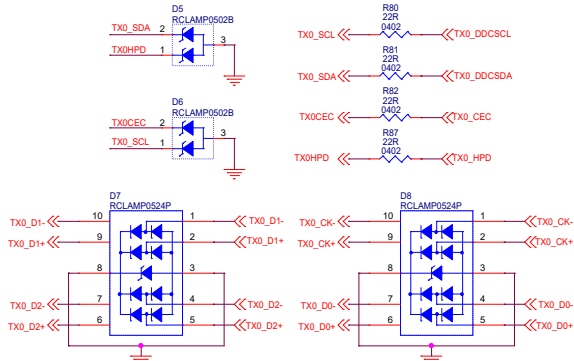 D5
RCLAMP0502B
TX0_SDA 2 3
TX0HPD 1
R80
22R
0402
TX0_SCL TX0_DDCSCL
R81
22R
0402
TX0_SDA TX0_DDCSDA
D6
RCLAMP0502B
TX0CEC 2 3
TX0_SCL 1
R82
22R
0402
TX0CEC TX0_CEC
R87
22R
0402
TX0HPD TX0_HPD
D7
RCLAMP0524P
TX0_D1- 10 1 TX0_D1-
TX0_D1+ 9 2 TX0_D1+
8 3
TX0_D2- 7 4 TX0_D2-
TX0_D2+ 6 5 TX0_D2+
D8
RCLAMP0524P
TX0_CK- 10 1 TX0_CK-
TX0_CK+ 9 2 TX0_CK+
8 3
TX0_D0- 7 4 TX0_D0-
TX0_D0+ 6 5 TX0_D0+